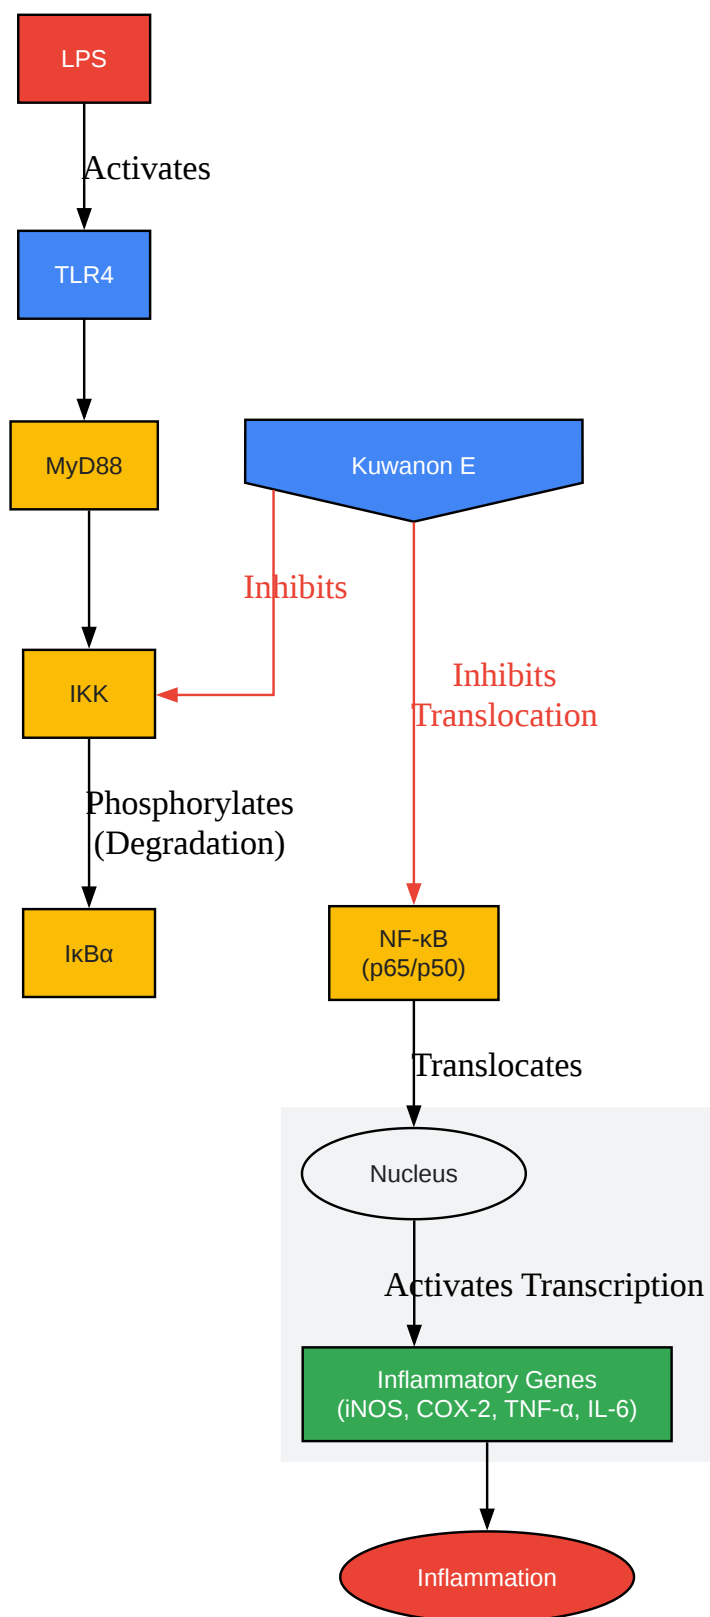 LPS
Activates
TLR4
MyD88
Kuwanon E
Inhibits
Inhibits
Translocation
IKK
Phosphorylates
(Degradation)
IκBα
NF-κB
(p65/p50)
Translocates
Nucleus
Activates Transcription
Inflammatory Genes
(iNOS, COX-2, TNF-α, IL-6)
Inflammation